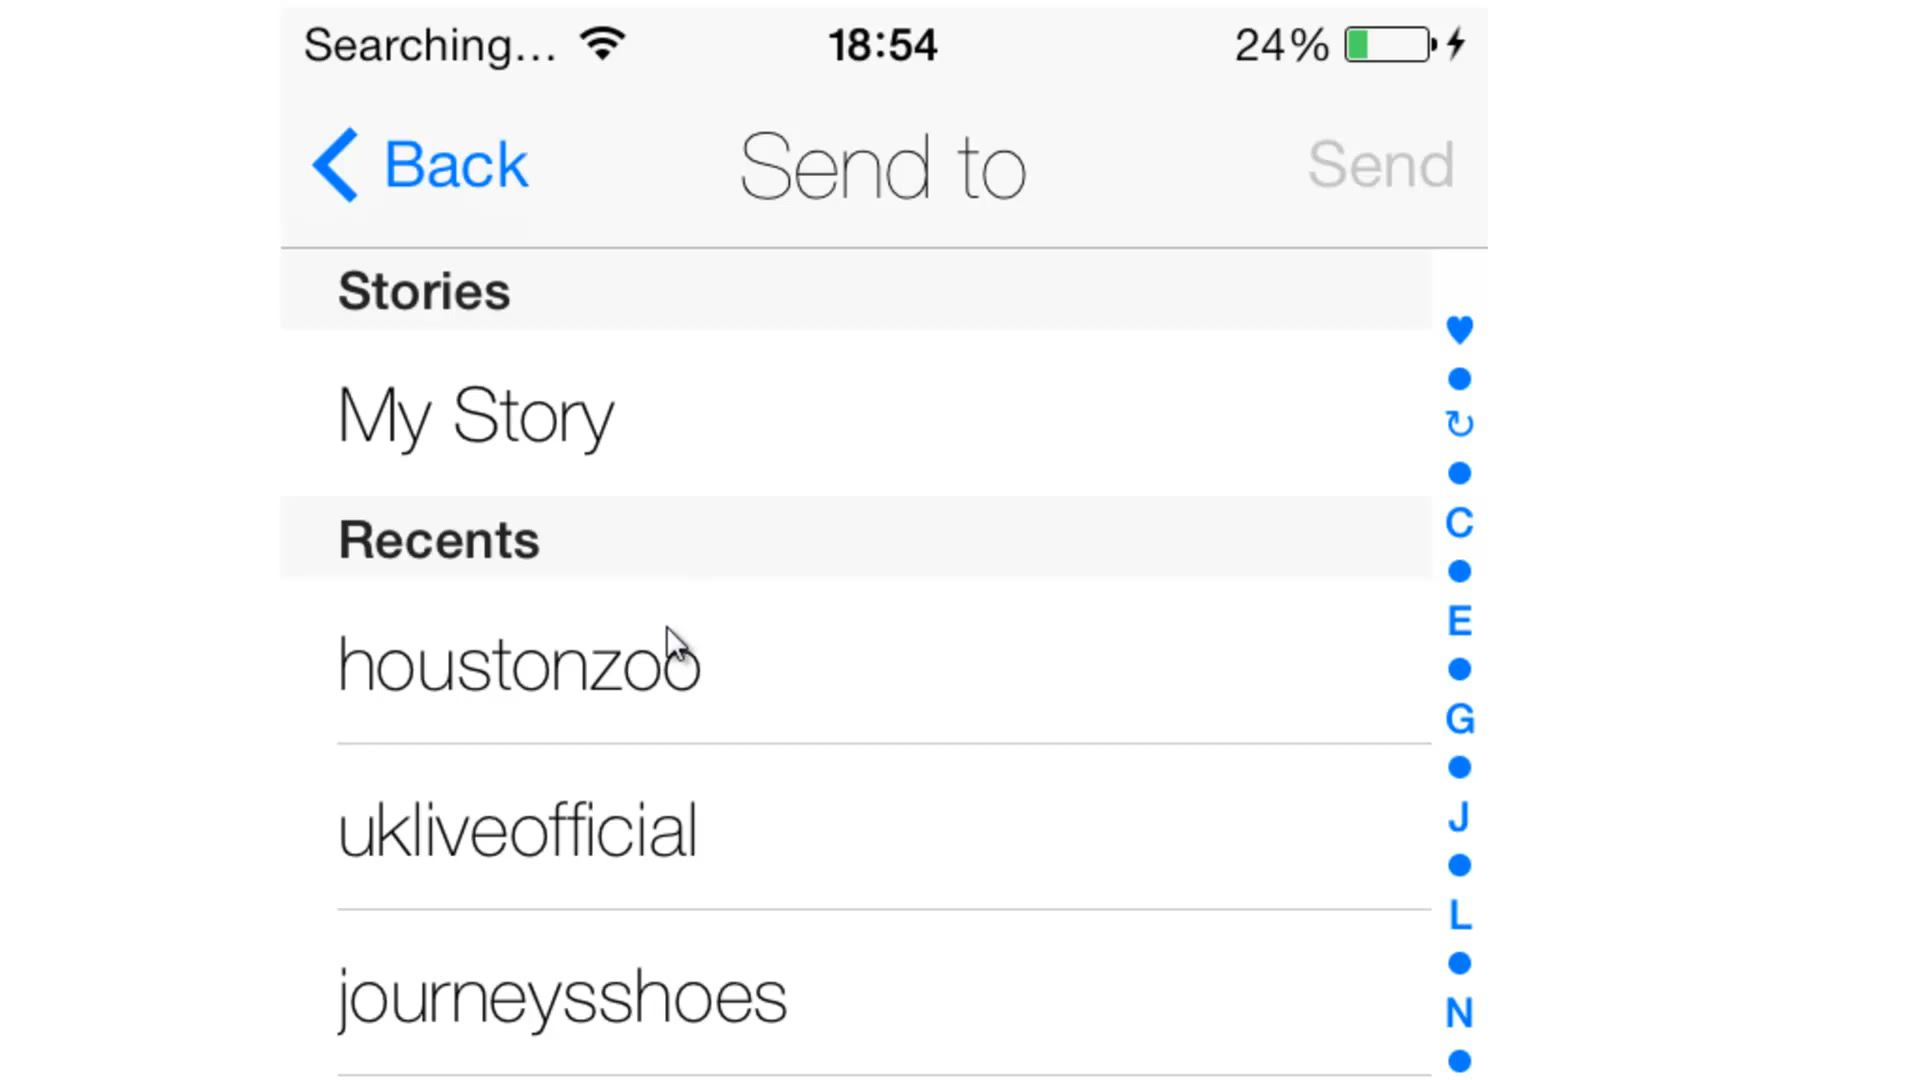 Searching... 18:54 24%
Back Send to Send
Stories
My Story
Recents
houstonzoo
ukliveofficial
journeysshoes
C
E
G
J
L
N